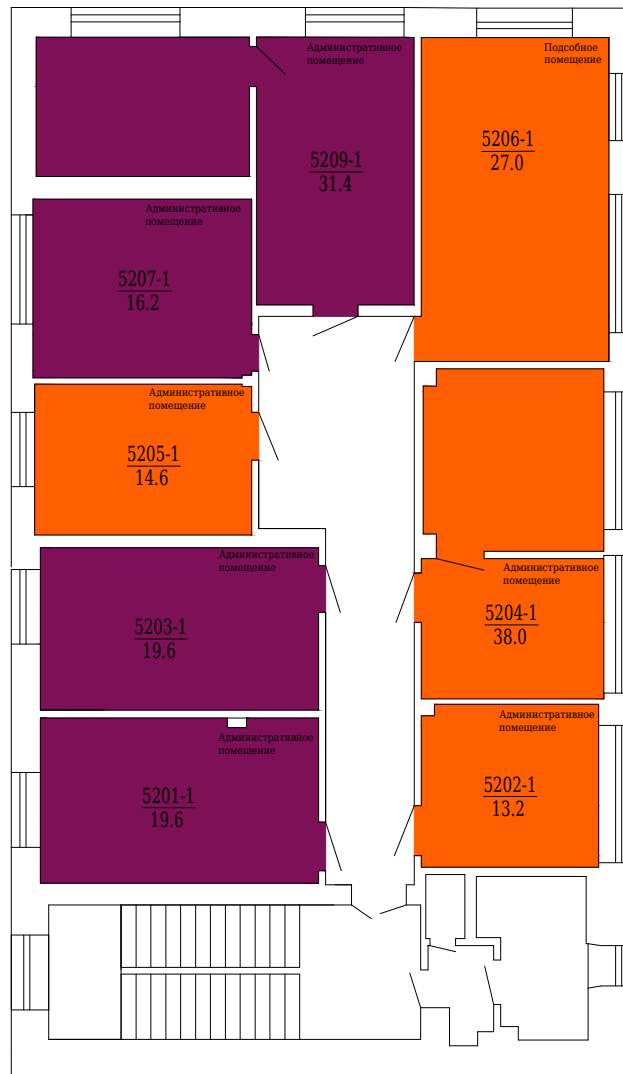 Административное
помещение
5209-1
31.4
Подсобное
помещение
5206-1
27.0
Административное
помещение
5207-1
16.2
Административное
помещение
5205-1
14.6
Административное
помещение
5203-1
19.6
Административное
помещение
5204-1
38.0
Административное
помещение
5201-1
19.6
Административное
помещение
5202-1
13.2